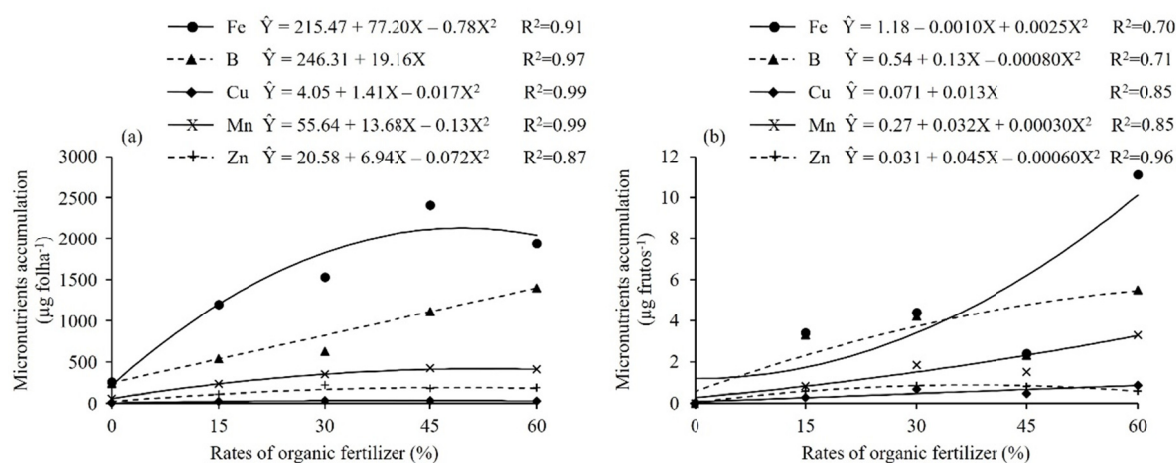 Fe Ŷ = 215.47 + 77.20X – 0.78X² R²=0.91
B Ŷ = 246.31 + 19.16X R²=0.97
Cu Ŷ = 4.05 + 1.41X – 0.017X² R²=0.99
Mn Ŷ = 55.64 + 13.68X – 0.13X² R²=0.99
Zn Ŷ = 20.58 + 6.94X – 0.072X² R²=0.87
(a)
3000
2500
2000
1500
1000
500
0
Micronutrients accumulation
(µg folha⁻¹)
0 15 30 45 60
Rates of organic fertilizer (%)
Fe Ŷ = 1.18 – 0.0010X + 0.0025X² R²=0.70
B Ŷ = 0.54 + 0.13X – 0.00080X² R²=0.71
Cu Ŷ = 0.071 + 0.013X R²=0.85
Mn Ŷ = 0.27 + 0.032X + 0.00030X² R²=0.85
Zn Ŷ = 0.031 + 0.045X – 0.00060X² R²=0.96
(b)
12
10
8
6
4
2
0
Micronutrients accumulation
(µg frutos⁻¹)
0 15 30 45 60
Rates of organic fertilizer (%)